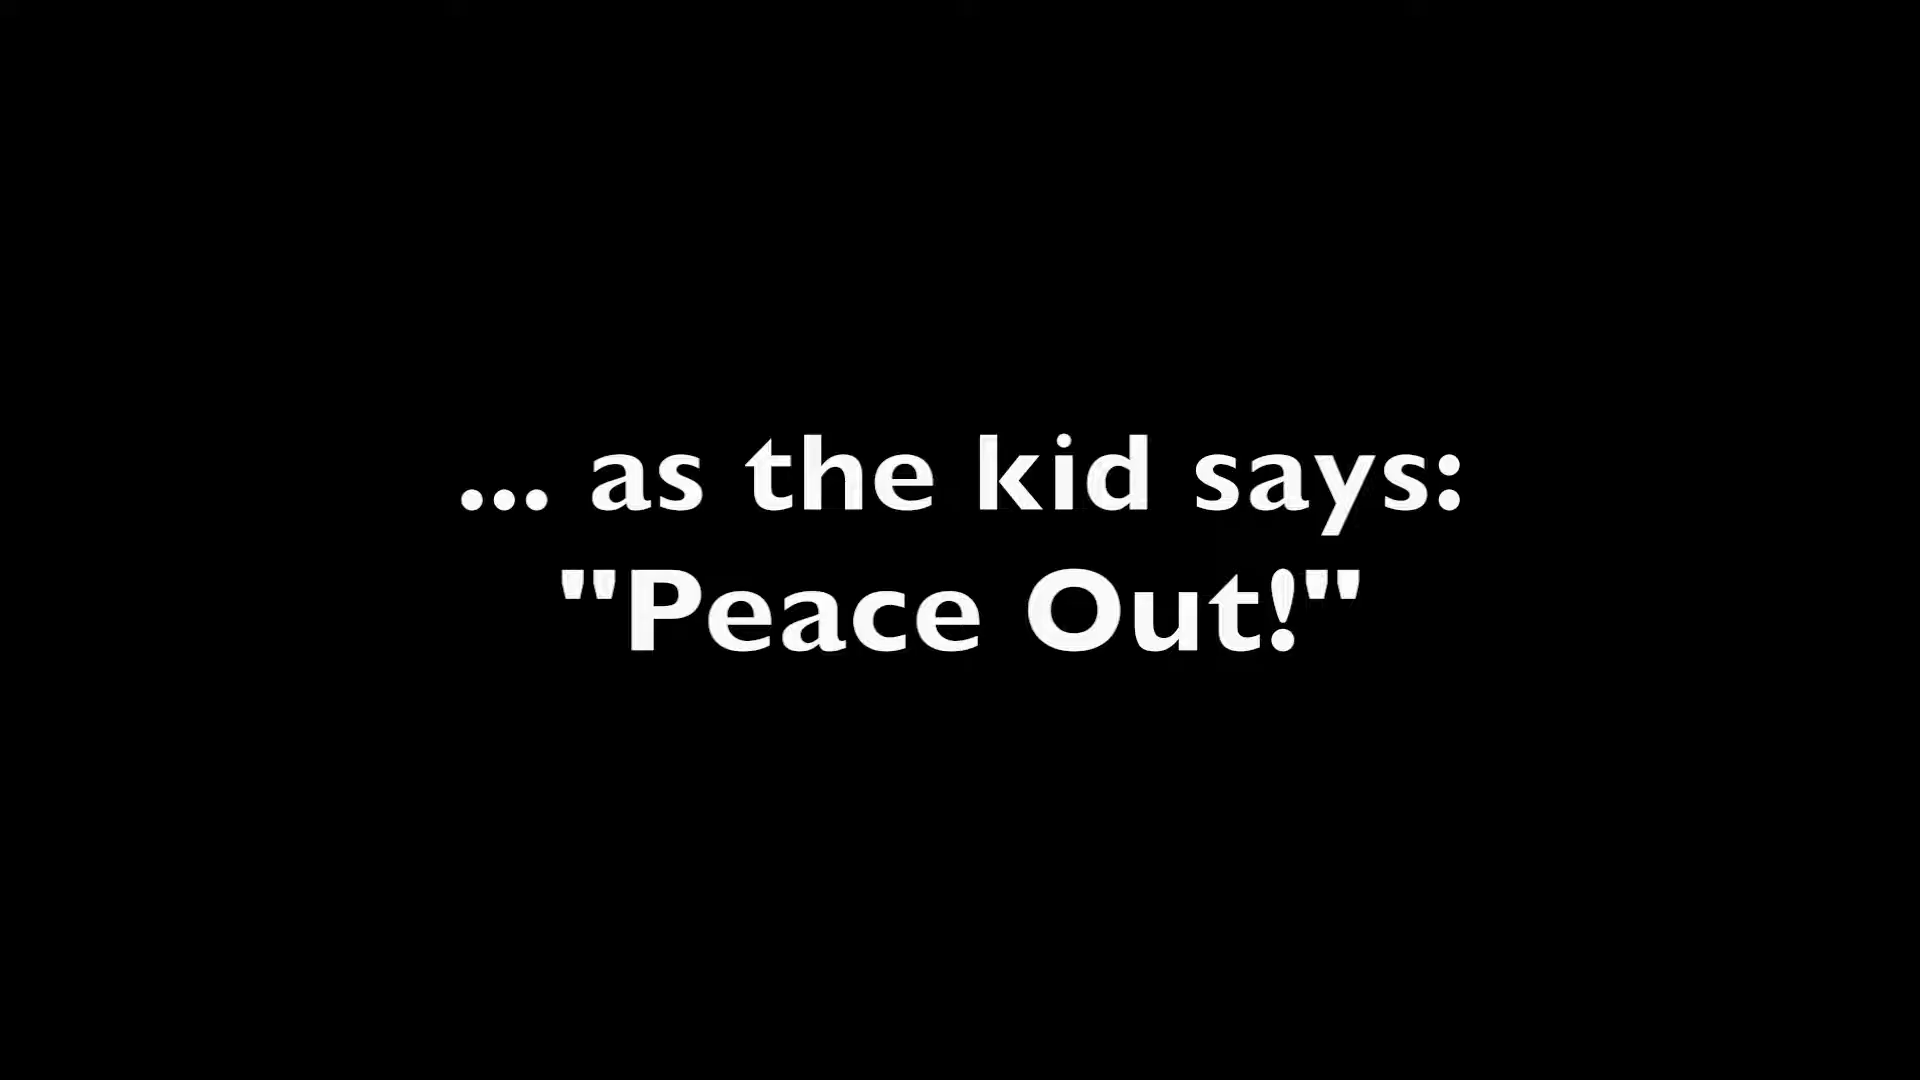 ... as the kid says:
"Peace Out!"